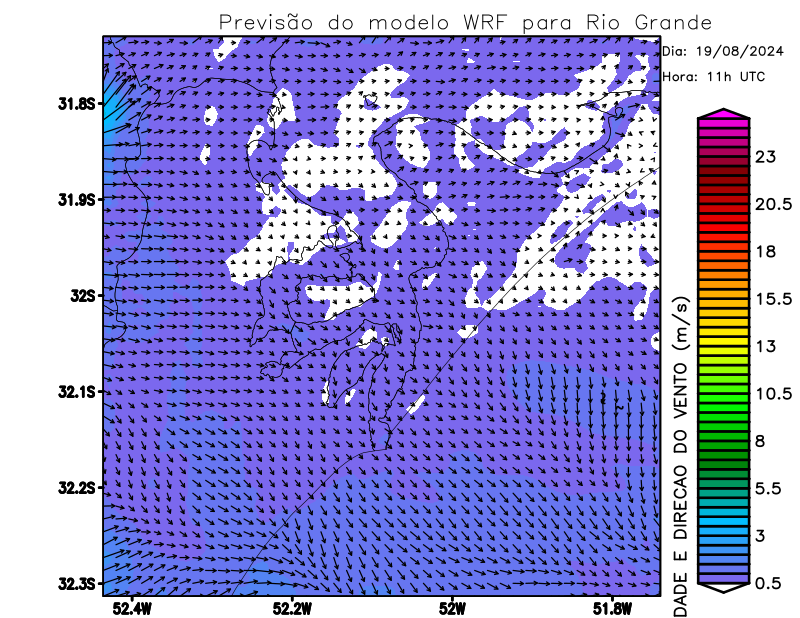 Previsão do modelo WRF para Rio Grande
Dia: 19/08/2024
Hora: 11h UTC
31.8S
31.9S
32S
32.1S
32.2S
32.3S
52.4W
52.2W
52W
51.8W
DADE E DIRECAO DO VENTO (m/s)
23
20.5
18
15.5
13
10.5
8
5.5
3
0.5